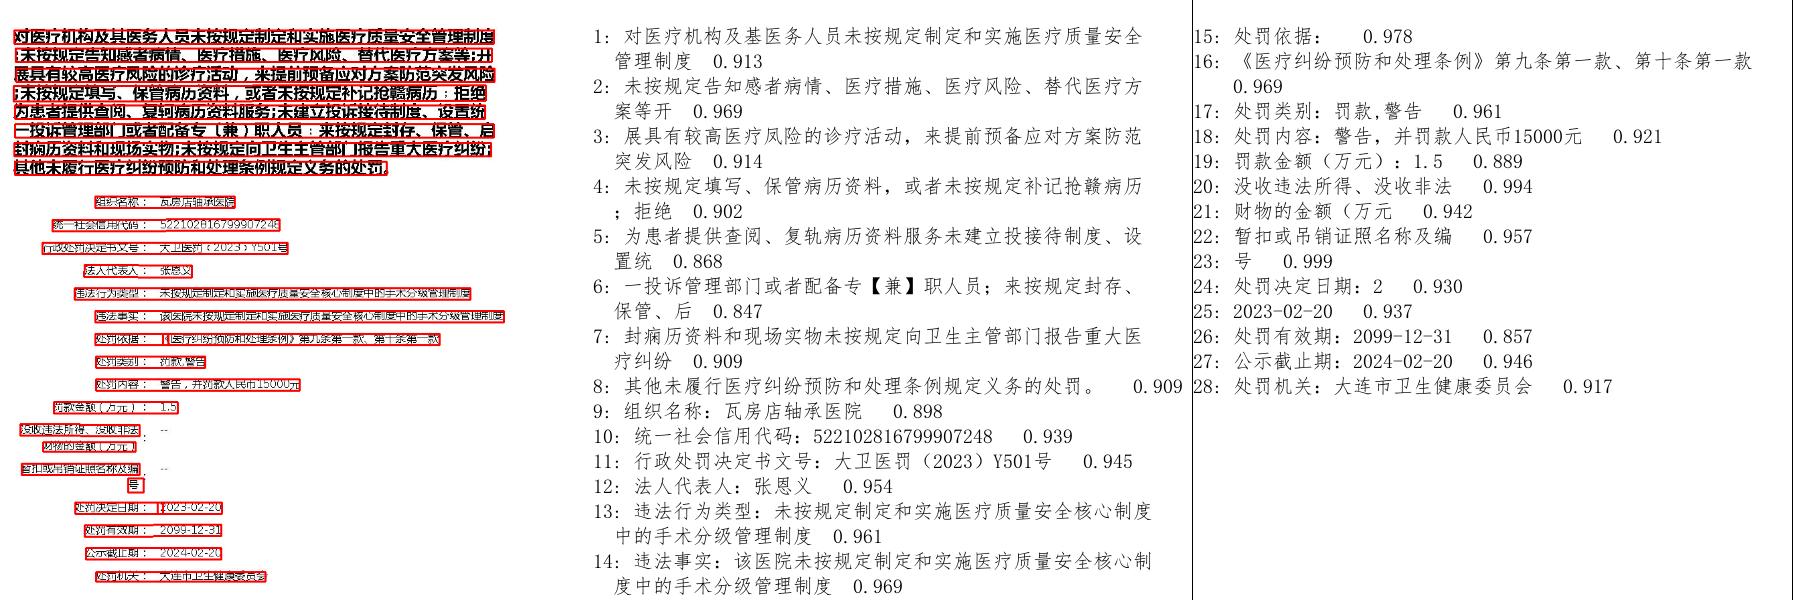 对医疗机构及其医务人员未按规定制定和实施医疗质量安全管理制度
;未按规定告知患者病情、医疗措施、医疗风险、替代医疗方案等;开
展具有较高医疗风险的诊疗活动，未提前预备应对方案防范突发风险
;未按规定填写、保管病历资料，或者未按规定补记抢救病历；拒绝
为患者提供查阅、复制病历资料服务;未建立投诉接待制度、设置统
一投诉管理部门或者配备专（兼）职人员；未按规定封存、保管、启
封病历资料和现场实物;未按规定向卫生主管部门报告重大医疗纠纷;
其他未履行医疗纠纷预防和处理条例规定义务的处罚。
组织名称： 瓦房店轴承医院
统一社会信用代码： 522102816799907248
行政处罚决定书文号： 大卫医罚（2023）Y501号
法人代表人： 张恩义
违法行为类型： 未按规定制定和实施医疗质量安全核心制度中的手术分级管理制度
违法事实： 该医院未按规定制定和实施医疗质量安全核心制度中的手术分级管理制度
处罚依据： 《医疗纠纷预防和处理条例》第九条第一款、第十条第一款
处罚类别： 罚款,警告
处罚内容： 警告，并罚款人民币15000元
罚款金额（万元）： 1.5
没收违法所得、没收非法
财物的金额（万元） ： --
暂扣或吊销证照名称及编
号 ： --
处罚决定日期： 2023-02-20
处罚有效期： 2099-12-31
公示截止期： 2024-02-20
处罚机关： 大连市卫生健康委员会
1: 对医疗机构及基医务人员未按规定制定和实施医疗质量安全
管理制度 0.913
2: 未按规定告知感者病情、医疗措施、医疗风险、替代医疗方
案等开 0.969
3: 展具有较高医疗凤险的诊疗活动，来提前预备应对方案防范
突发风险 0.914
4: 未按规定填写、保管病历资料，或者未按规定补记抢赣病历
；拒绝 0.902
5: 为患者提供查阅、复轨病历资料服务未建立投接待制度、设
置统 0.868
6: 一投诉管理部门或者配备专【兼】职人员；来按规定封存、
保管、后 0.847
7: 封痫历资料和现场实物未按规定向卫生主管部门报告重大医
疗纠纷 0.909
8: 其他未履行医疗纠纷预防和处理条例规定义务的处罚。 0.909
9: 组织名称：瓦房店轴承医院 0.898
10: 统一社会信用代码：522102816799907248 0.939
11: 行政处罚决定书文号：大卫医罚（2023）Y501号 0.945
12: 法人代表人：张恩义 0.954
13: 违法行为类型：未按规定制定和实施医疗质量安全核心制度
中的手术分级管理制度 0.961
14: 违法事实：该医院未按规定制定和实施医疗质量安全核心制
度中的手术分级管理制度 0.969
15: 处罚依据： 0.978
16: 《医疗纠纷预防和处理条例》第九条第一款、第十条第一款
0.969
17: 处罚类别：罚款,警告 0.961
18: 处罚内容：警告，并罚款人民币15000元 0.921
19: 罚款金额（万元）：1.5 0.889
20: 没收违法所得、没收非法 0.994
21: 财物的金额（万元 0.942
22: 暂扣或吊销证照名称及编 0.957
23: 号 0.999
24: 处罚决定日期：2 0.930
25: 2023-02-20 0.937
26: 处罚有效期：2099-12-31 0.857
27: 公示截止期：2024-02-20 0.946
28: 处罚机关：大连市卫生健康委员会 0.917